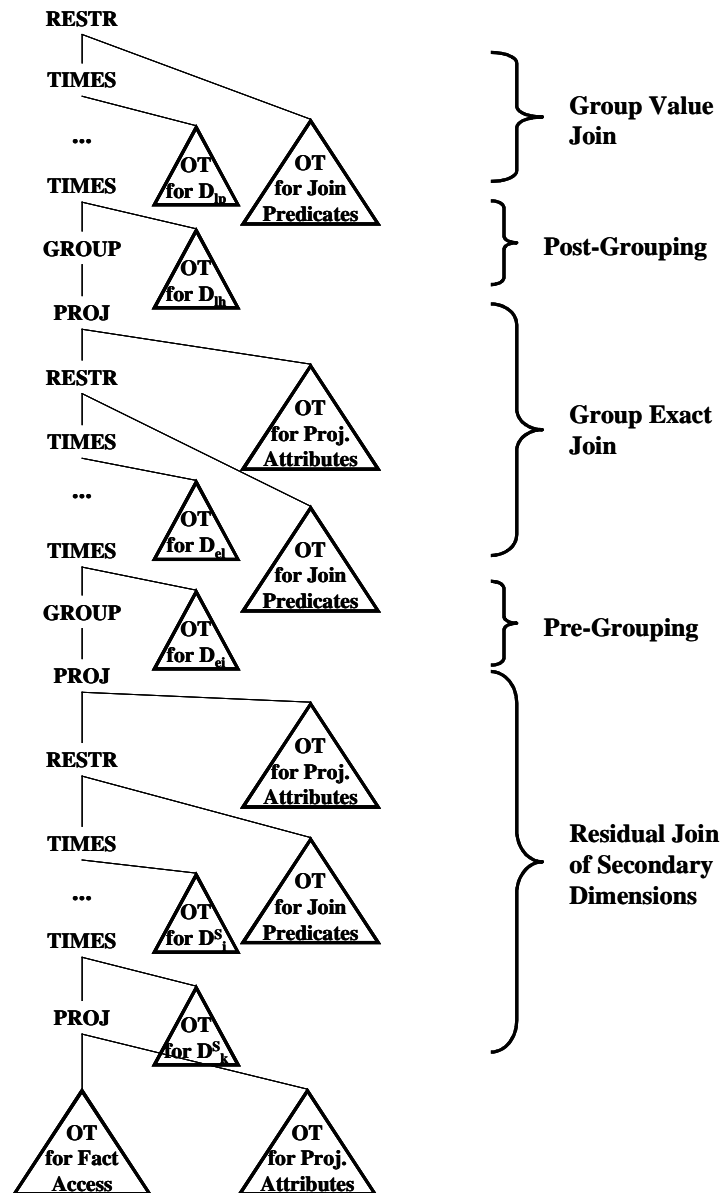 RESTR
TIMES
...
TIMES
GROUP
PROJ
RESTR
TIMES
...
TIMES
GROUP
PROJ
RESTR
TIMES
...
TIMES
PROJ
OT
for Fact
Access
OT
for D_lp
OT
for Join
Predicates
OT
for D_lh
OT
for Proj.
Attributes
OT
for D_el
OT
for Join
Predicates
OT
for D_ej
OT
for Proj.
Attributes
OT
for Join
Predicates
OT
for D^S_i
OT
for D^S_k
OT
for Proj.
Attributes
Group Value
Join
Post-Grouping
Group Exact
Join
Pre-Grouping
Residual Join
of Secondary
Dimensions